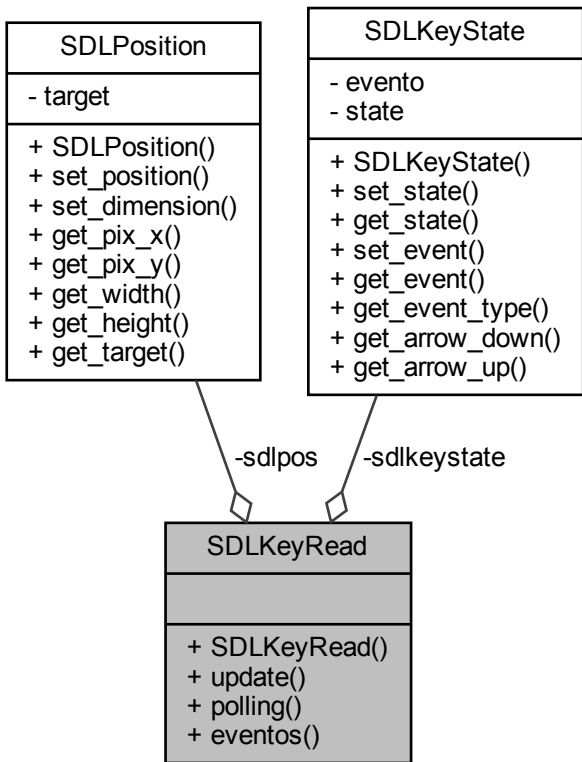 SDLPosition
- target
+ SDLPosition()
+ set_position()
+ set_dimension()
+ get_pix_x()
+ get_pix_y()
+ get_width()
+ get_height()
+ get_target()
SDLKeyState
- evento
- state
+ SDLKeyState()
+ set_state()
+ get_state()
+ set_event()
+ get_event()
+ get_event_type()
+ get_arrow_down()
+ get_arrow_up()
-sdlpos
-sdlkeystate
SDLKeyRead
+ SDLKeyRead()
+ update()
+ polling()
+ eventos()